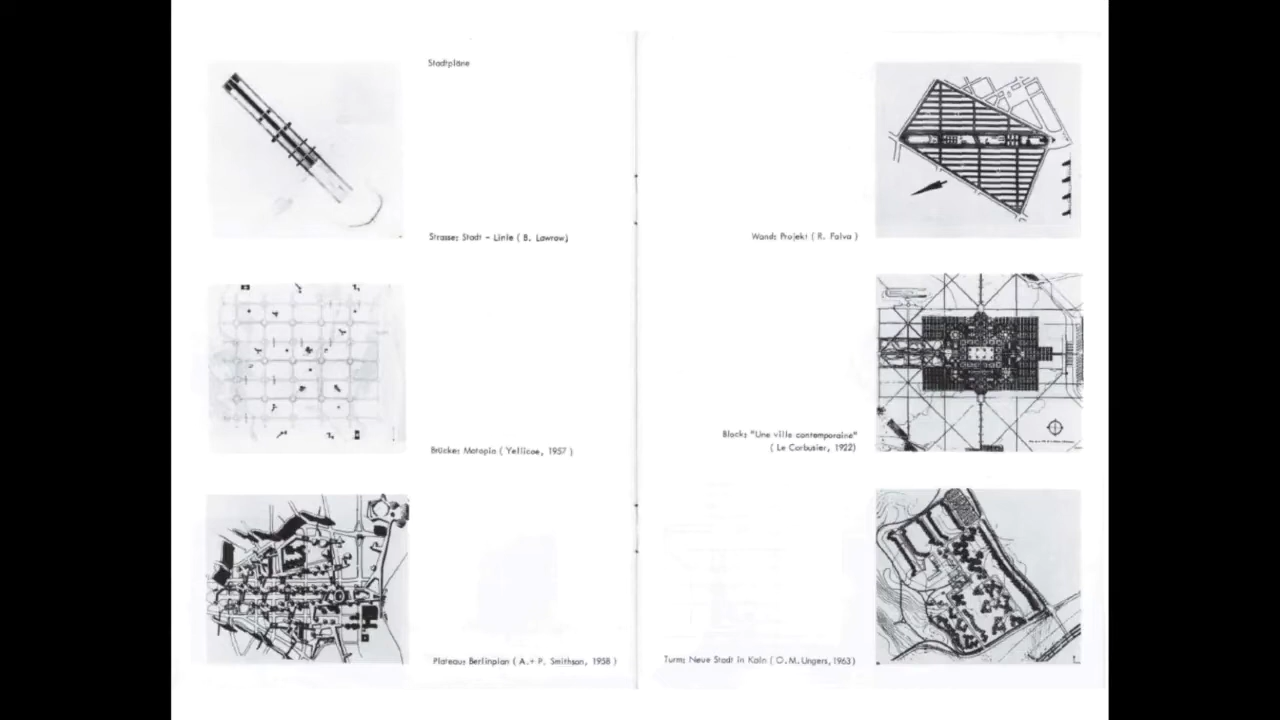 Stadtpläne
Strasse: Stadt - Linie ( B. Lawrow)
Brücke: Motopia ( Yellicoe, 1957 )
Plateau: Berlinplan ( A.+ P. Smithson, 1958 )
Wand: Projekt ( R. Falva )
Block: "Une ville contemporaine"
( Le Corbusier, 1922)
Turm: Neue Stadt in Köln ( O.M. Ungers, 1963)